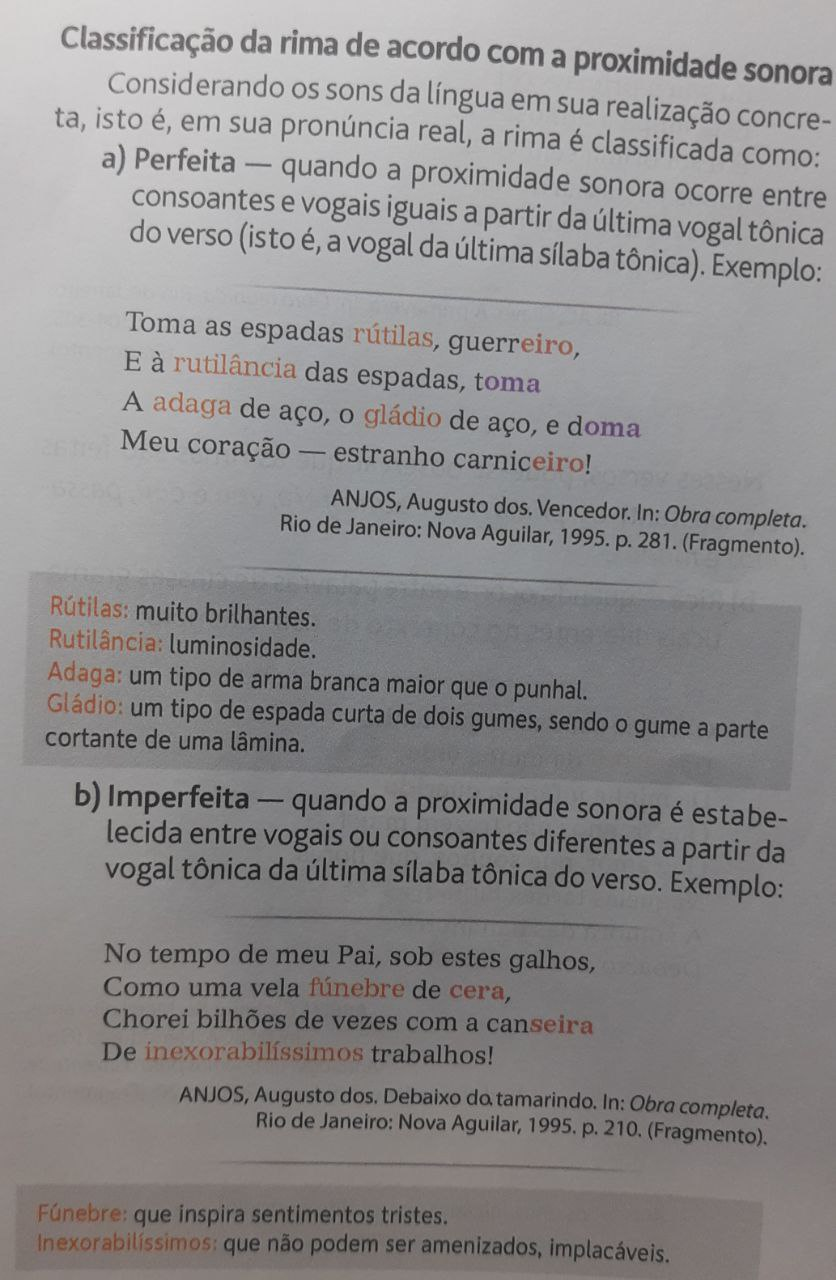 Classificação da rima de acordo com a proximidade sonora
Considerando os sons da língua em sua realização concre-
ta, isto é, em sua pronúncia real, a rima é classificada como:
a) Perfeita — quando a proximidade sonora ocorre entre
consoantes e vogais iguais a partir da última vogal tônica
do verso (isto é, a vogal da última sílaba tônica). Exemplo:
Toma as espadas rútilas, guerreiro,
E à rutilância das espadas, toma
A adaga de aço, o gládio de aço, e doma
Meu coração — estranho carniceiro!
ANJOS, Augusto dos. Vencedor. In: Obra completa.
Rio de Janeiro: Nova Aguilar, 1995. p. 281. (Fragmento).
Rútilas: muito brilhantes.
Rutilância: luminosidade.
Adaga: um tipo de arma branca maior que o punhal.
Gládio: um tipo de espada curta de dois gumes, sendo o gume a parte
cortante de uma lâmina.
b) Imperfeita — quando a proximidade sonora é estabe-
lecida entre vogais ou consoantes diferentes a partir da
vogal tônica da última sílaba tônica do verso. Exemplo:
No tempo de meu Pai, sob estes galhos,
Como uma vela fúnebre de cera,
Chorei bilhões de vezes com a canseira
De inexorabilíssimos trabalhos!
ANJOS, Augusto dos. Debaixo do tamarindo. In: Obra completa.
Rio de Janeiro: Nova Aguilar, 1995. p. 210. (Fragmento).
Fúnebre: que inspira sentimentos tristes.
Inexorabilíssimos: que não podem ser amenizados, implacáveis.